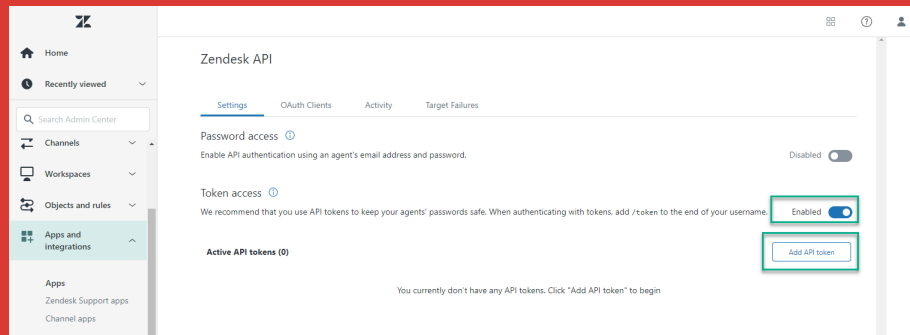 Home
Recently viewed
Search Admin Center
Channels
Workspaces
Objects and rules
Apps and
integrations
Apps
Zendesk Support apps
Channel apps
Zendesk API
Settings OAuth Clients Activity Target Failures
Password access
Enable API authentication using an agent's email address and password. Disabled
Token access
We recommend that you use API tokens to keep your agents' passwords safe. When authenticating with tokens, add /token to the end of your username. Enabled
Active API tokens (0) Add API token
You currently don't have any API tokens. Click "Add API token" to begin